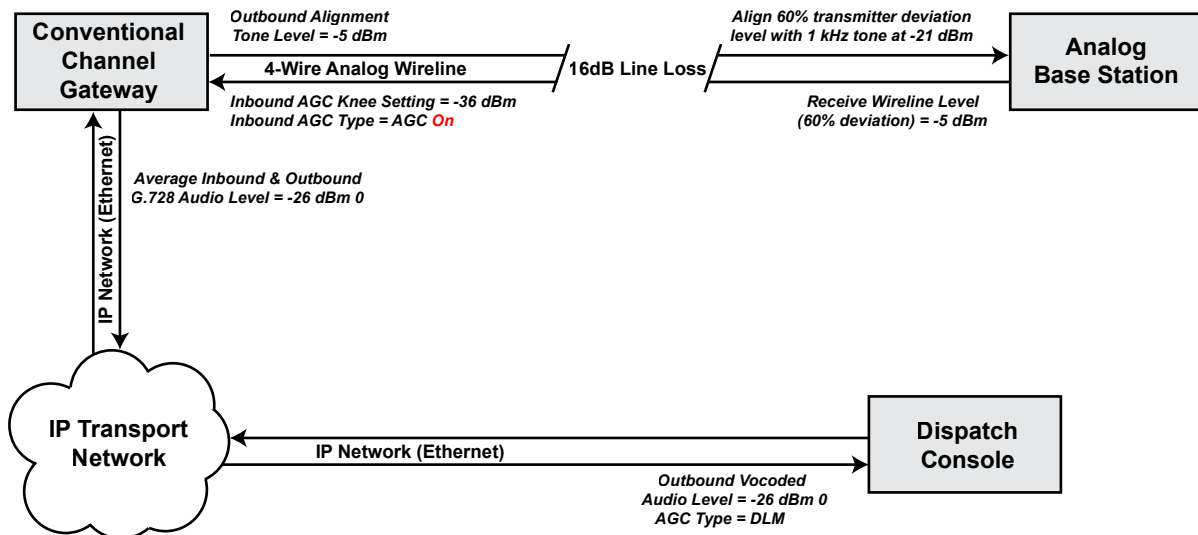 Conventional
Channel
Gateway
Outbound Alignment
Tone Level = -5 dBm
4-Wire Analog Wireline
Inbound AGC Knee Setting = -36 dBm
Inbound AGC Type = AGC On
16dB Line Loss
Align 60% transmitter deviation
level with 1 kHz tone at -21 dBm
Receive Wireline Level
(60% deviation) = -5 dBm
Analog
Base Station
IP Network (Ethernet)
Average Inbound & Outbound
G.728 Audio Level = -26 dBm 0
IP Transport
Network
IP Network (Ethernet)
Outbound Vocoded
Audio Level = -26 dBm 0
AGC Type = DLM
Dispatch
Console